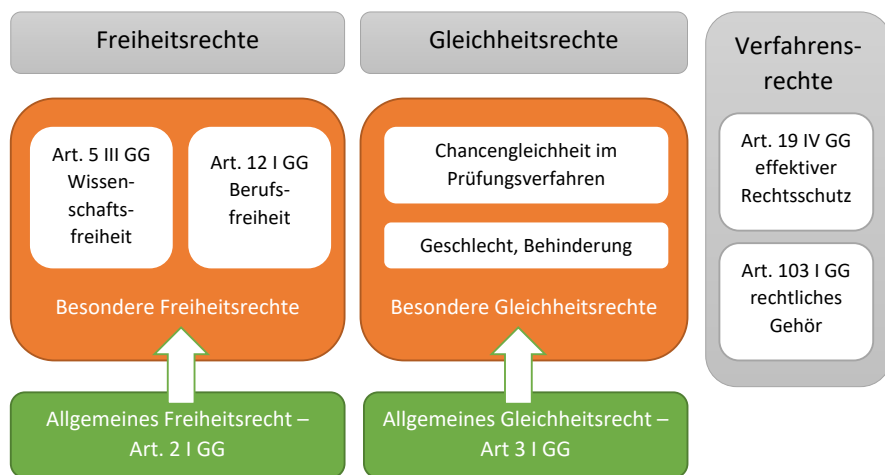 Freiheitsrechte
Art. 5 III GG
Wissen-
schafts-
freiheit
Art. 12 I GG
Berufs-
freiheit
Besondere Freiheitsrechte
Allgemeines Freiheitsrecht –
Art. 2 I GG
Gleichheitsrechte
Chancengleichheit im
Prüfungsverfahren
Geschlecht, Behinderung
Besondere Gleichheitsrechte
Allgemeines Gleichheitsrecht –
Art 3 I GG
Verfahrens-
rechte
Art. 19 IV GG
effektiver
Rechtsschutz
Art. 103 I GG
rechtliches
Gehör